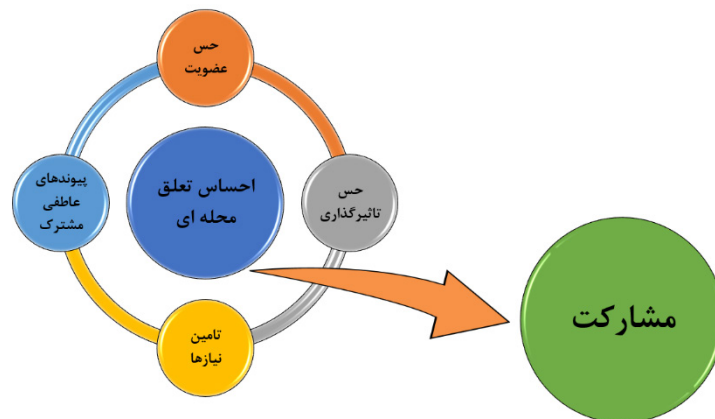 حس
عضویت
احساس تعلق
محله ای
حس
تاثیرگذاری
پیوندهای
عاطفی
مشترک
تامین
نیازها
مشارکت